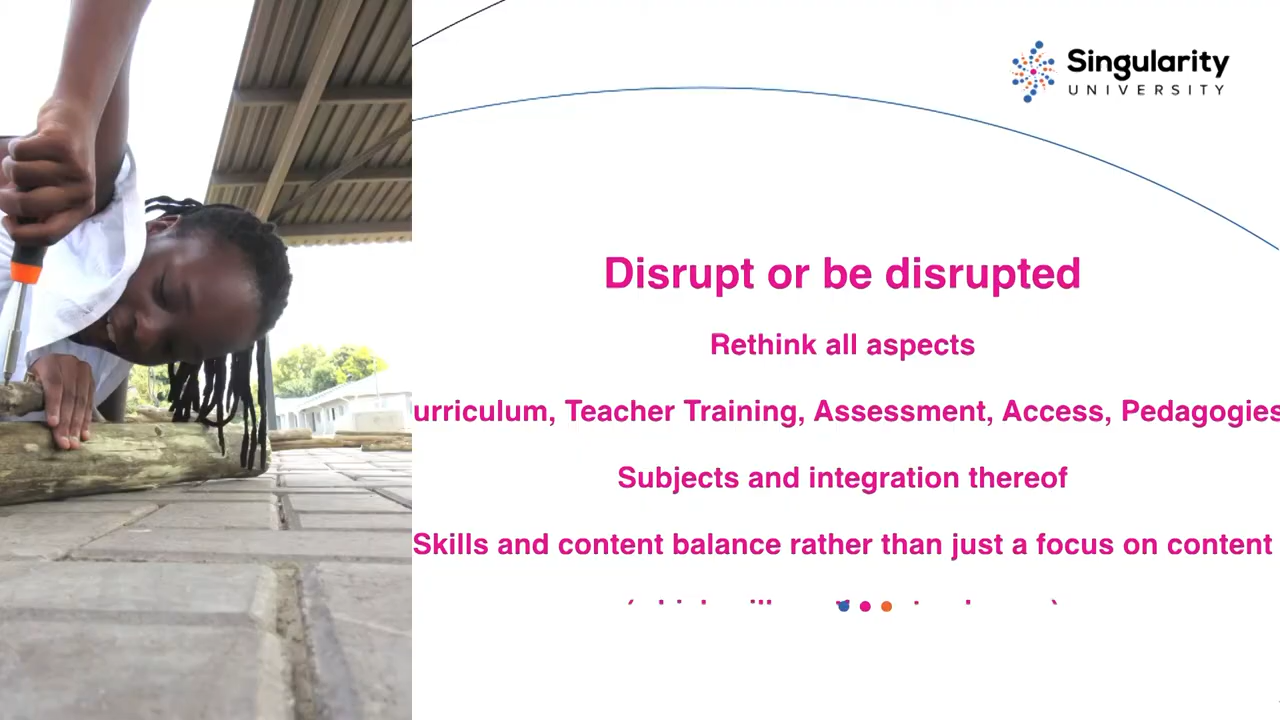 Singularity
UNIVERSITY
Disrupt or be disrupted
Rethink all aspects
urriculum, Teacher Training, Assessment, Access, Pedagogies
Subjects and integration thereof
Skills and content balance rather than just a focus on content